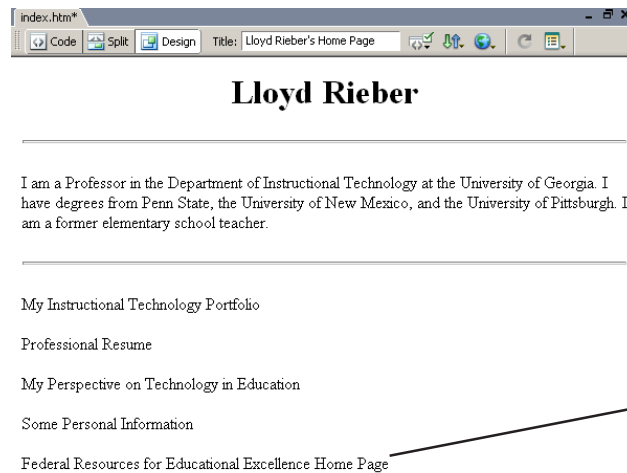 index.htm*
Code Split Design Title: Lloyd Rieber's Home Page
Lloyd Rieber
I am a Professor in the Department of Instructional Technology at the University of Georgia. I
have degrees from Penn State, the University of New Mexico, and the University of Pittsburgh. I
am a former elementary school teacher.
My Instructional Technology Portfolio
Professional Resume
My Perspective on Technology in Education
Some Personal Information
Federal Resources for Educational Excellence Home Page